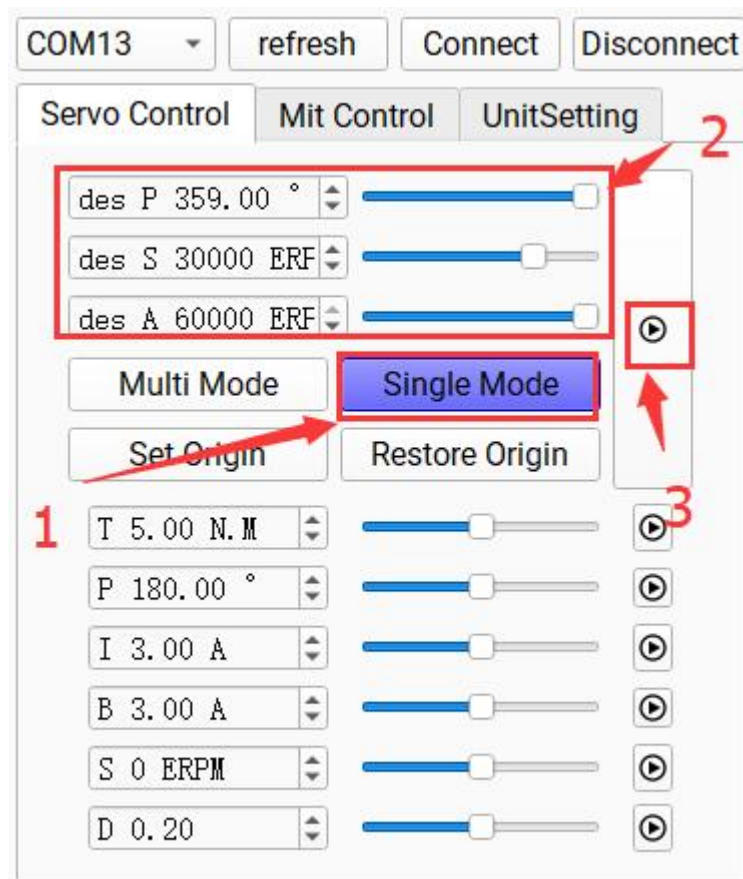 COM13 refresh Connect Disconnect
Servo Control Mit Control UnitSetting
2
des P 359.00 °
des S 30000 ERF
des A 60000 ERF
Multi Mode Single Mode
Set Origin Restore Origin
1
3
T 5.00 N.M
P 180.00 °
I 3.00 A
B 3.00 A
S 0 ERPM
D 0.20